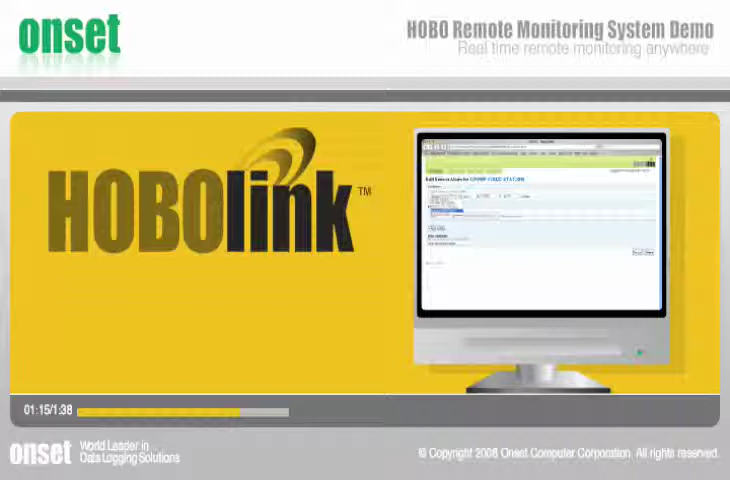 onset
HOBO Remote Monitoring System Demo
Real time remote monitoring anywhere
HOBOlink™
01:15/1:38
onset
World Leader in
Data Logging Solutions
© Copyright 2008 Onset Computer Corporation. All rights reserved.